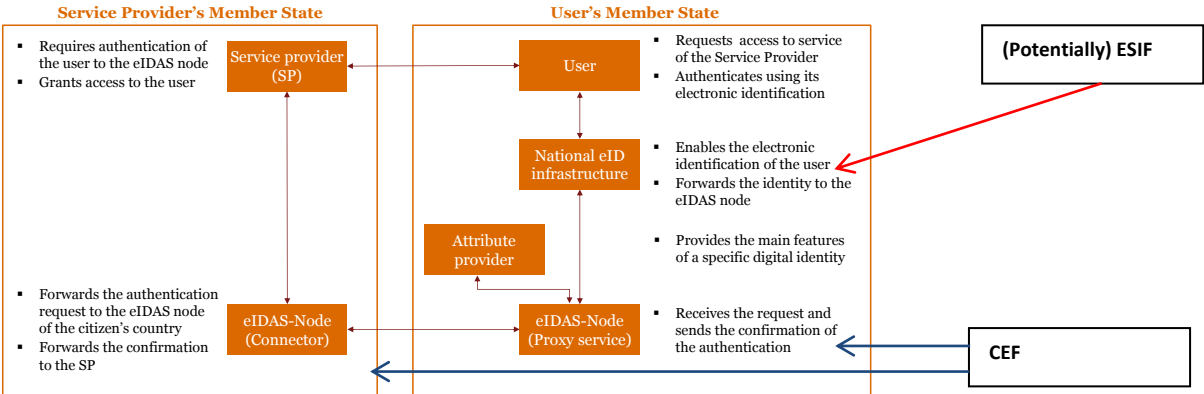 Service Provider's Member State
▪ Requires authentication of
the user to the eIDAS node
▪ Grants access to the user
Service provider
(SP)
▪ Forwards the authentication
request to the eIDAS node
of the citizen's country
▪ Forwards the confirmation
to the SP
eIDAS-Node
(Connector)
User's Member State
User
▪ Requests access to service
of the Service Provider
▪ Authenticates using its
electronic identification
National eID
infrastructure
▪ Enables the electronic
identification of the user
▪ Forwards the identity to the
eIDAS node
Attribute
provider
▪ Provides the main features
of a specific digital identity
eIDAS-Node
(Proxy service)
▪ Receives the request and
sends the confirmation of
the authentication
(Potentially) ESIF
CEF